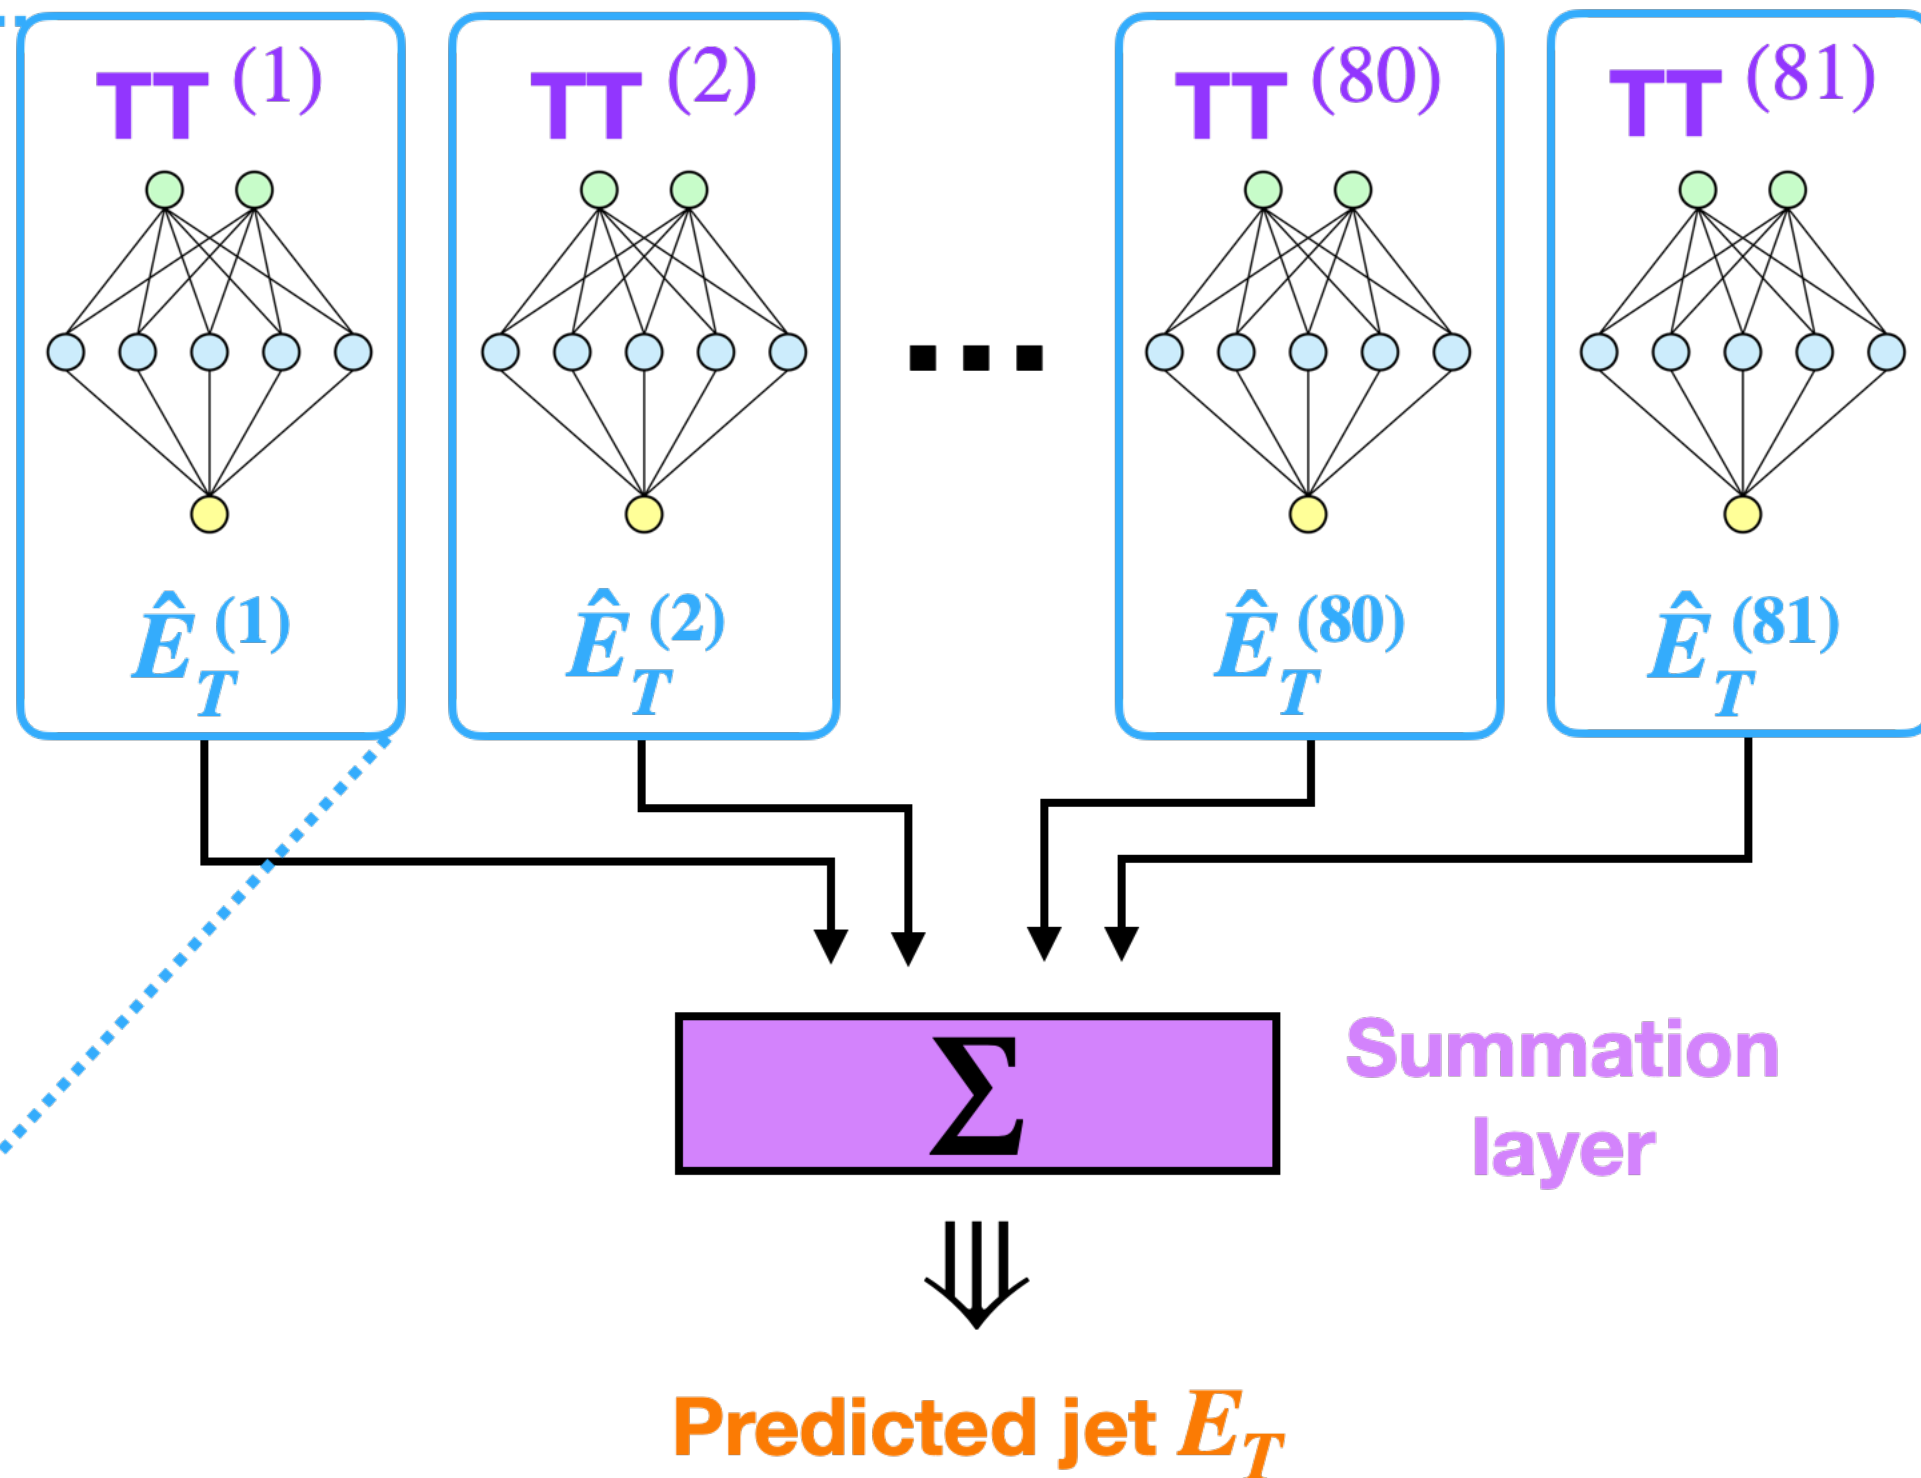 TT (1) TT (2) TT (80) TT (81)
Ê_T^(1) Ê_T^(2) Ê_T^(80) Ê_T^(81)
Σ
Summation
layer
Predicted jet E_T